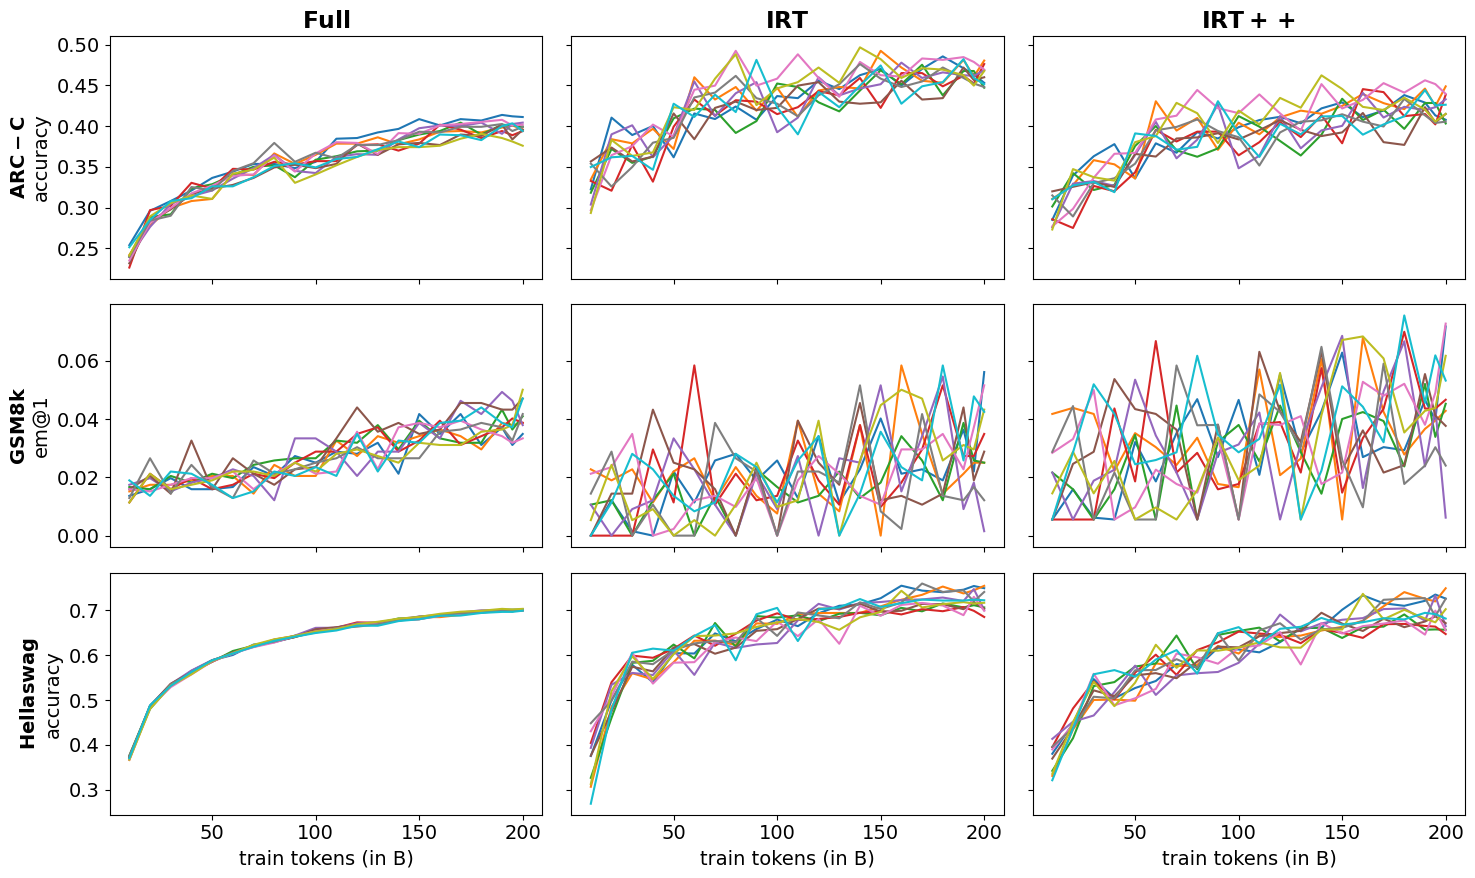 Full
IRT
IRT + +
ARC – C
accuracy
0.50
0.45
0.40
0.35
0.30
0.25
GSM8k
em@1
0.06
0.04
0.02
0.00
Hellaswag
accuracy
0.7
0.6
0.5
0.4
0.3
50 100 150 200
50 100 150 200
50 100 150 200
train tokens (in B)
train tokens (in B)
train tokens (in B)